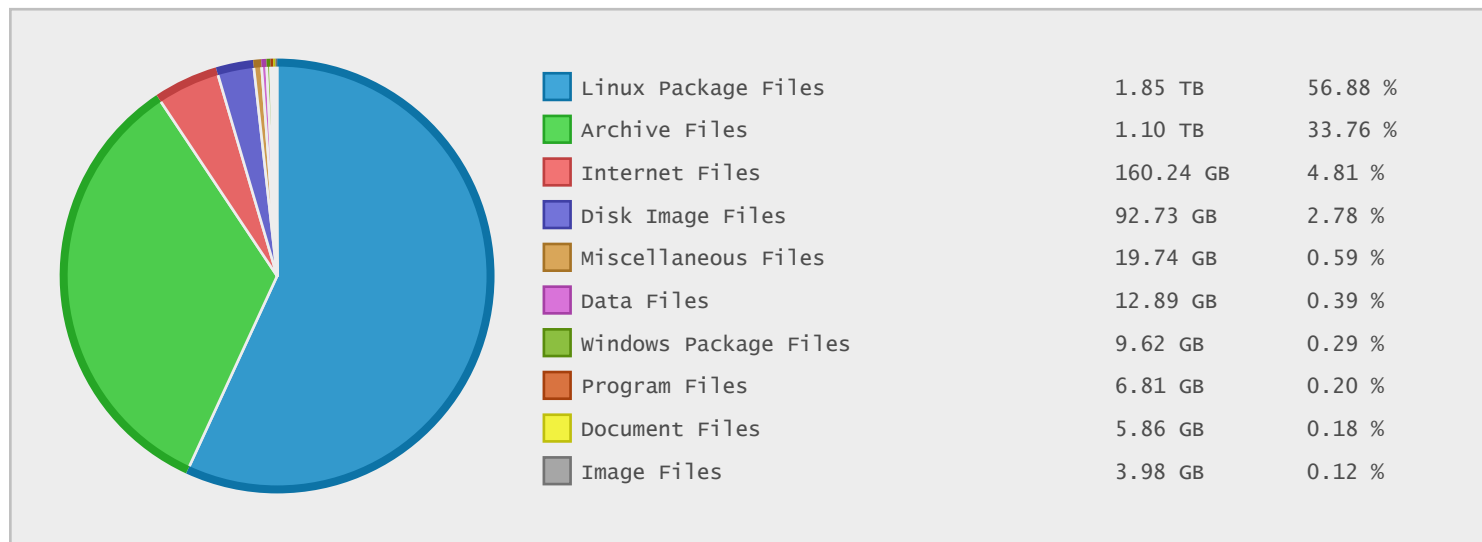 Linux Package Files 1.85 TB 56.88 %
Archive Files 1.10 TB 33.76 %
Internet Files 160.24 GB 4.81 %
Disk Image Files 92.73 GB 2.78 %
Miscellaneous Files 19.74 GB 0.59 %
Data Files 12.89 GB 0.39 %
Windows Package Files 9.62 GB 0.29 %
Program Files 6.81 GB 0.20 %
Document Files 5.86 GB 0.18 %
Image Files 3.98 GB 0.12 %